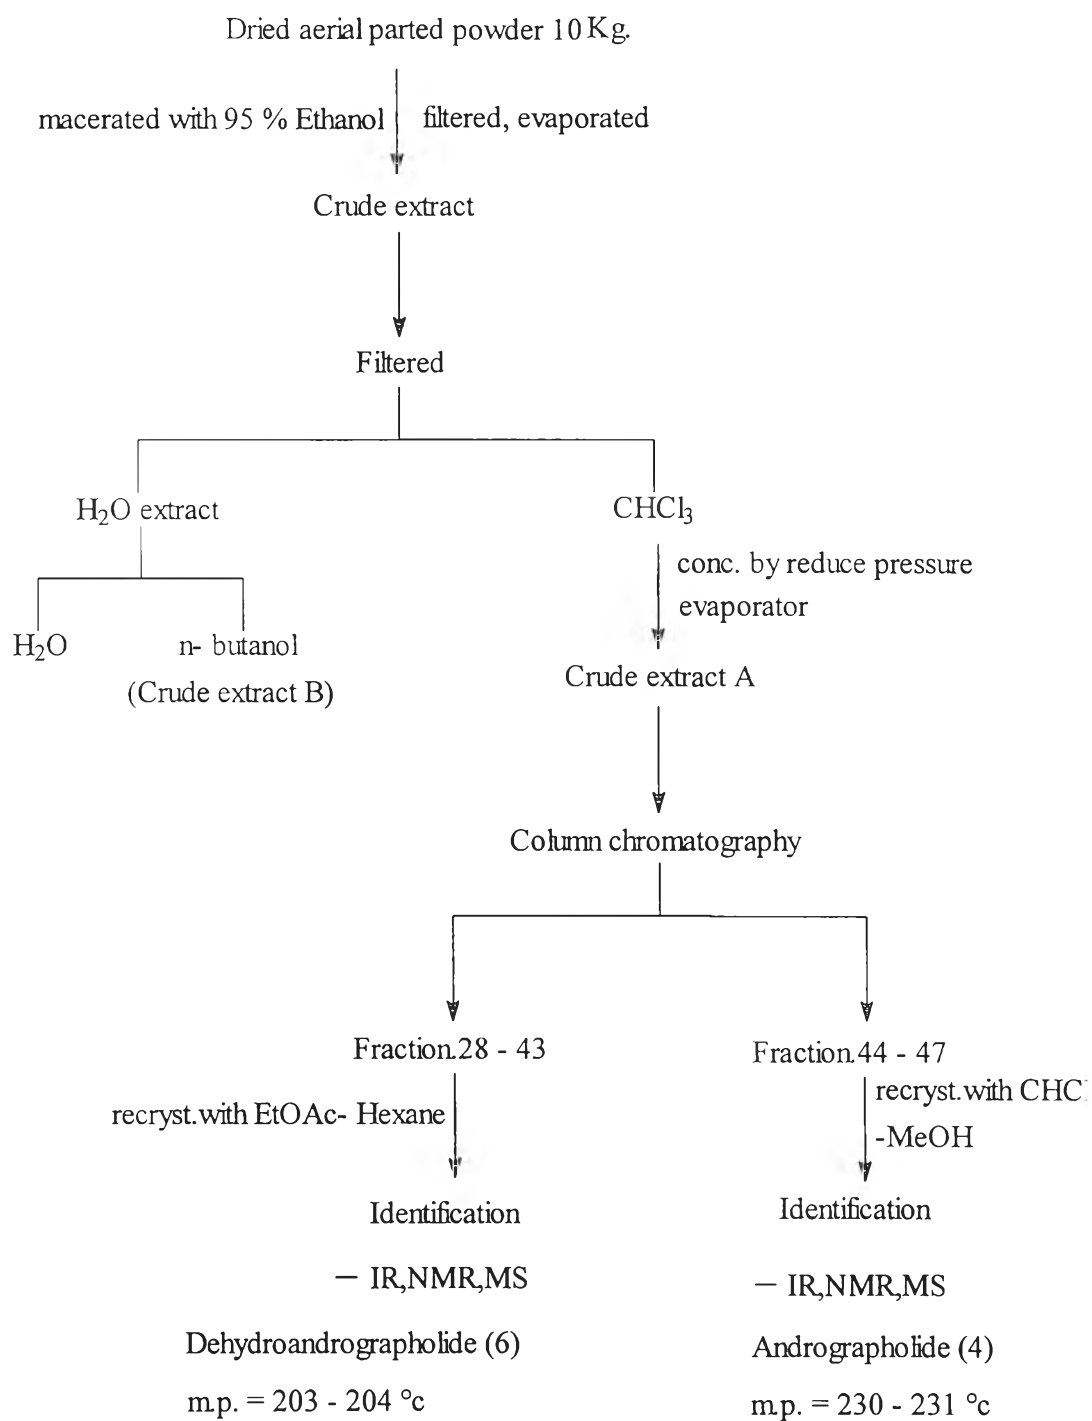 Dried aerial parted powder 10 Kg.
macerated with 95 % Ethanol filtered, evaporated
Crude extract
Filtered
H₂O extract
CHCl₃
conc. by reduce pressure
evaporator
H₂O
n- butanol
(Crude extract B)
Crude extract A
Column chromatography
Fraction.28 - 43
Fraction.44 - 47
recryst.with EtOAc- Hexane
recryst.with CHC
-MeOH
Identification
Identification
— IR,NMR,MS
— IR,NMR,MS
Dehydroandrographolide (6)
Andrographolide (4)
m.p. = 203 - 204 °c
m.p. = 230 - 231 °c